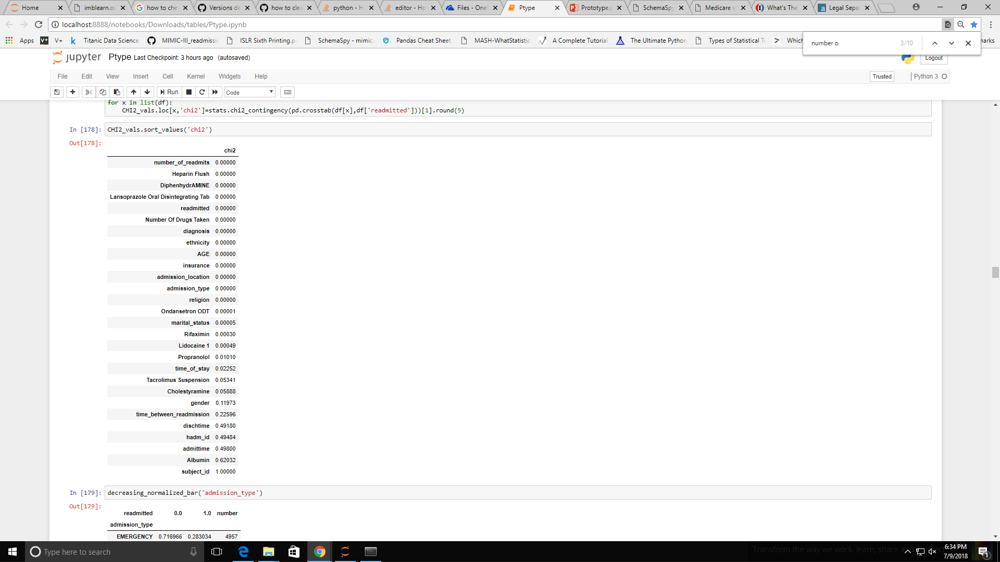 Home
imblearn.ov
how to che
Versions de
how to clea
python - H
editor - Ho
Files - One
Ptype
Prototype.p
SchemaSpy
Medicare v
What's The
Legal Sepa
localhost:8888/notebooks/Downloads/tables/Ptype.ipynb
Apps
V+
Titanic Data Science
MIMIC-III_readmissio
ISLR Sixth Printing.p
SchemaSpy - mimic.
Pandas Cheat Sheet
MASH-WhatStatistic
A Complete Tutorial
The Ultimate Python
Types of Statistical Te
Which
marks
number o 3/10
jupyter Ptype Last Checkpoint: 3 hours ago (autosaved)
Logout
File Edit View Insert Cell Kernel Widgets Help
Trusted Python 3
Run Code
for x in list(df):
CHI2_vals.loc[x,'chi2']=stats.chi2_contingency(pd.crosstab(df[x],df['readmitted']))[1].round(5)
In [178]: CHI2_vals.sort_values('chi2')
Out[178]:
chi2
number_of_readmits 0.00000
Heparin Flush 0.00000
DiphenhydrAMINE 0.00000
Lansoprazole Oral Disintegrating Tab 0.00000
readmitted 0.00000
Number Of Drugs Taken 0.00000
diagnosis 0.00000
ethnicity 0.00000
AGE 0.00000
insurance 0.00000
admission_location 0.00000
admission_type 0.00000
religion 0.00000
Ondansetron ODT 0.00001
marital_status 0.00005
Rifaximin 0.00030
Lidocaine 1 0.00049
Propranolol 0.01010
time_of_stay 0.02252
Tacrolimus Suspension 0.05341
Cholestyramine 0.05888
gender 0.11973
time_between_readmission 0.22596
dischtime 0.49180
hadm_id 0.49484
admittime 0.49800
Albumin 0.62032
subject_id 1.00000
In [179]: decreasing_normalized_bar('admission_type')
Out[179]:
readmitted 0.0 1.0 number
admission_type
EMERGENCY 0.716966 0.283034 4957
Type here to search
Transform the way we work, learn, share
6:34 PM
7/9/2018
1